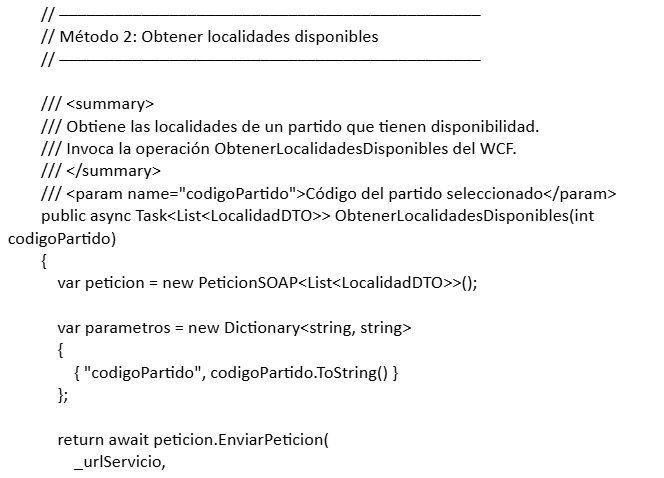 // ──────────────────────────────────────────────
// Método 2: Obtener localidades disponibles
// ──────────────────────────────────────────────
/// <summary>
/// Obtiene las localidades de un partido que tienen disponibilidad.
/// Invoca la operación ObtenerLocalidadesDisponibles del WCF.
/// </summary>
/// <param name="codigoPartido">Código del partido seleccionado</param>
public async Task<List<LocalidadDTO>> ObtenerLocalidadesDisponibles(int
codigoPartido)
{
var peticion = new PeticionSOAP<List<LocalidadDTO>>();
var parametros = new Dictionary<string, string>
{
{ "codigoPartido", codigoPartido.ToString() }
};
return await peticion.EnviarPeticion(
_urlServicio,